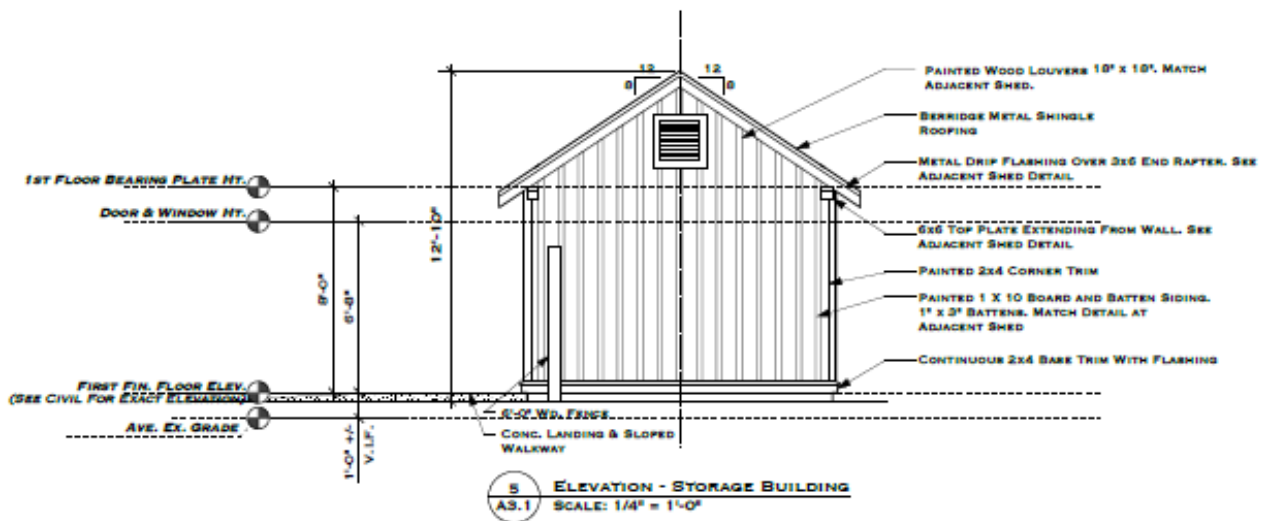 12
12
8
8
PAINTED WOOD LOUVERS 18" X 18". MATCH
ADJACENT SHED.
BERRIDGE METAL SHINGLE
ROOFING
METAL DRIP FLASHING OVER 3X6 END RAFTER. SEE
ADJACENT SHED DETAIL
1ST FLOOR BEARING PLATE HT.
DOOR & WINDOW HT.
12'-10"
8'-0"
6'-8"
6X6 TOP PLATE EXTENDING FROM WALL. SEE
ADJACENT SHED DETAIL
PAINTED 2X4 CORNER TRIM
PAINTED 1 X 10 BOARD AND BATTEN SIDING.
1" X 3" BATTENS. MATCH DETAIL AT
ADJACENT SHED
CONTINUOUS 2X4 BASE TRIM WITH FLASHING
FIRST FIN. FLOOR ELEV.
(SEE CIVIL FOR EXACT ELEVATION)
AVE. EX. GRADE
1'-0" +/-
V.I.F.
6'-0" WD. FENCE
CONC. LANDING & SLOPED
WALKWAY
5
A3.1
ELEVATION - STORAGE BUILDING
SCALE: 1/4" = 1'-0"